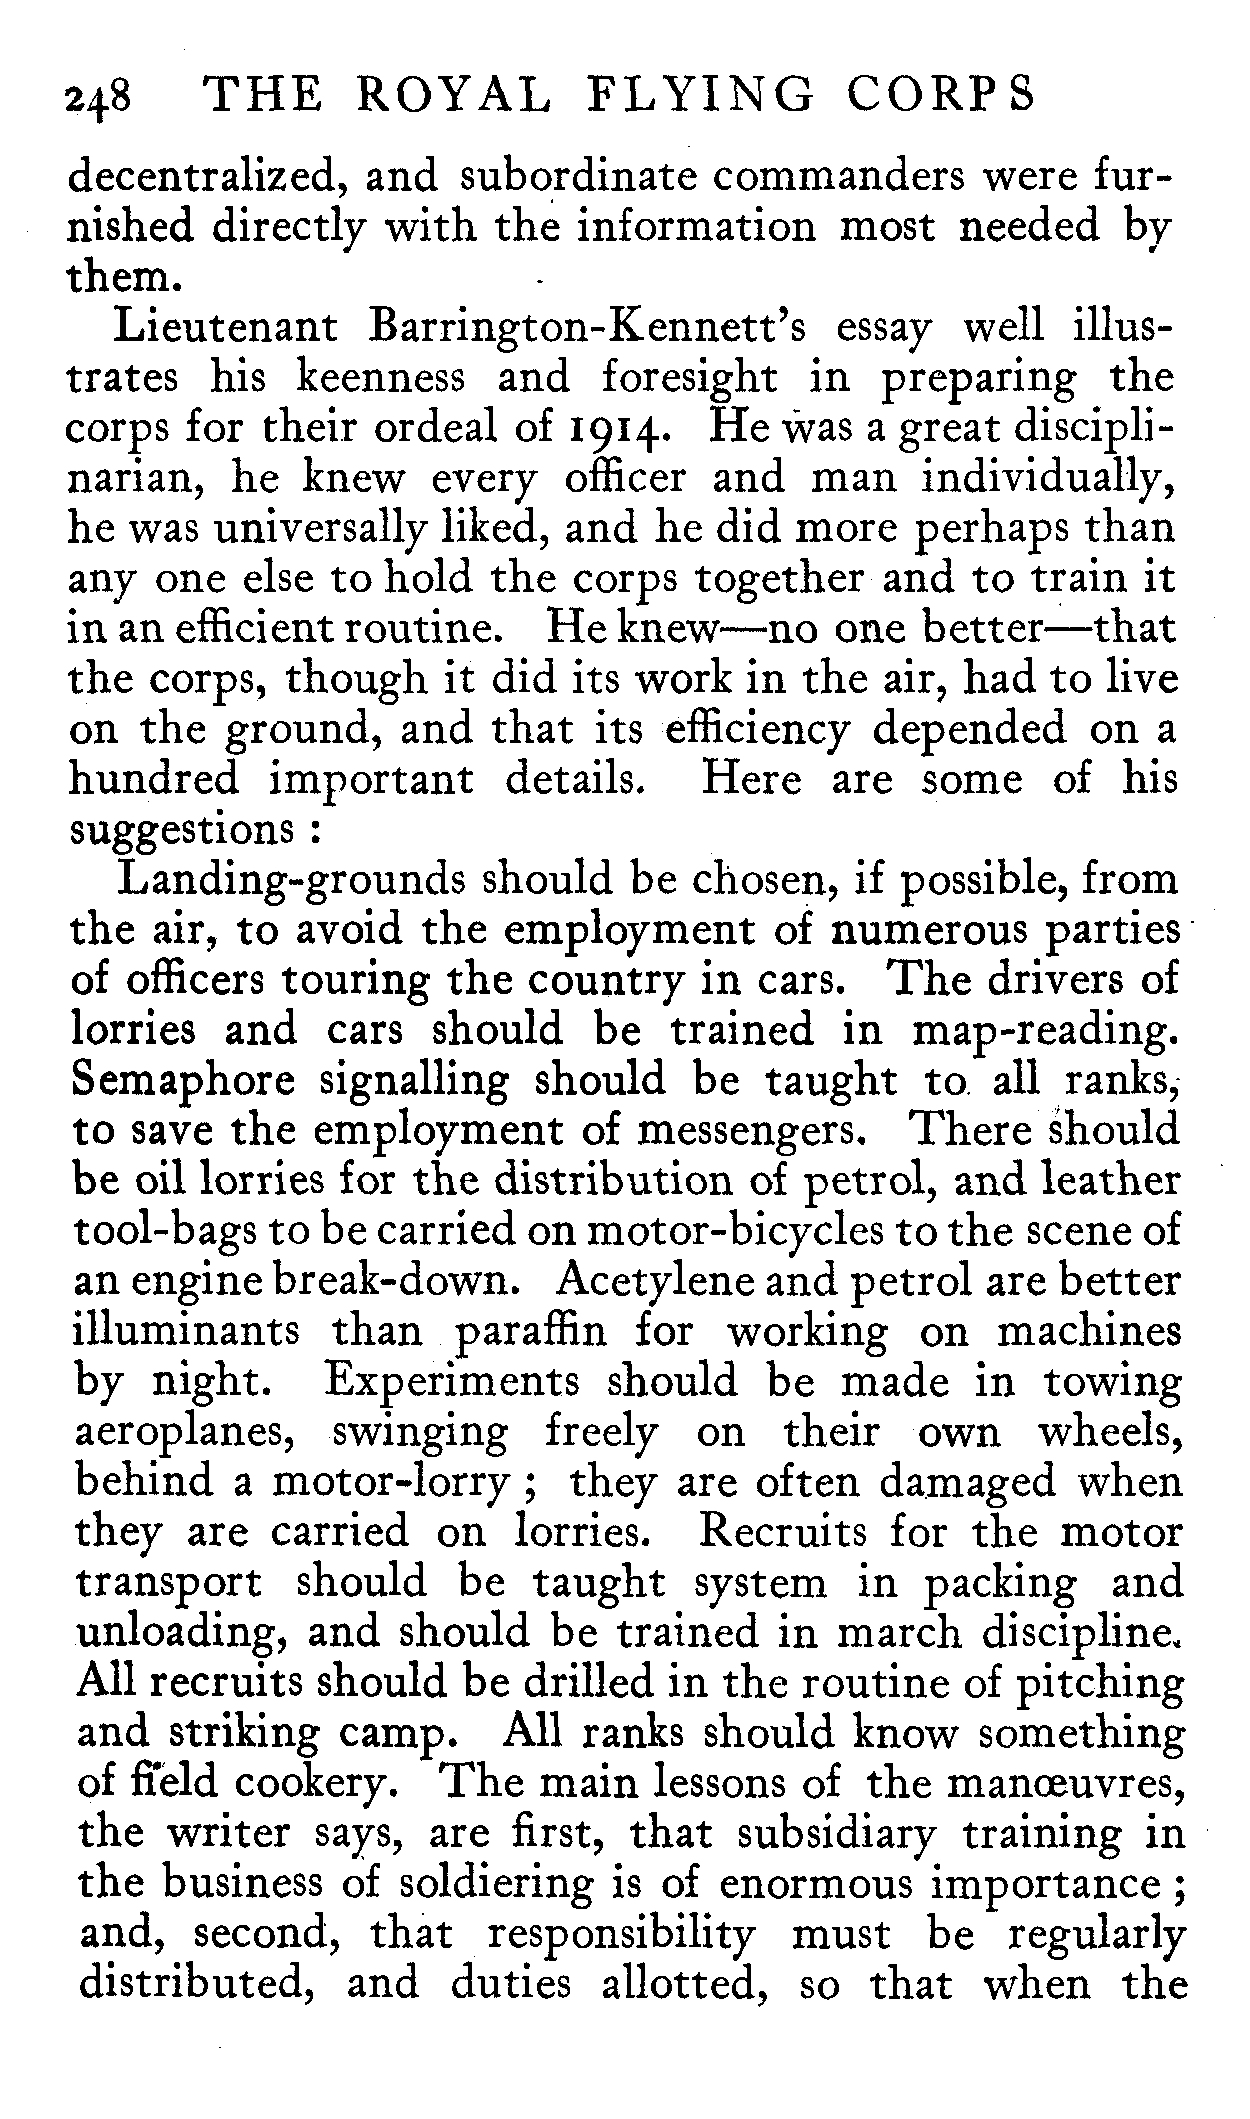 248 THE ROYAL FLYING CORPS
decentralized, and subordinate commanders were fur-
nished directly with the information most needed by
them.
Lieutenant Barrington-Kennett's essay well illus-
trates his keenness and foresight in preparing the
corps for their ordeal of 1914. He was a great discipli-
narian, he knew every officer and man individually,
he was universally liked, and he did more perhaps than
any one else to hold the corps together and to train it
in an efficient routine. He knew—no one better—that
the corps, though it did its work in the air, had to live
on the ground, and that its efficiency depended on a
hundred important details. Here are some of his
suggestions :
Landing-grounds should be chosen, if possible, from
the air, to avoid the employment of numerous parties
of officers touring the country in cars. The drivers of
lorries and cars should be trained in map-reading.
Semaphore signalling should be taught to all ranks,
to save the employment of messengers. There should
be oil lorries for the distribution of petrol, and leather
tool-bags to be carried on motor-bicycles to the scene of
an engine break-down. Acetylene and petrol are better
illuminants than paraffin for working on machines
by night. Experiments should be made in towing
aeroplanes, swinging freely on their own wheels,
behind a motor-lorry ; they are often damaged when
they are carried on lorries. Recruits for the motor
transport should be taught system in packing and
unloading, and should be trained in march discipline.
All recruits should be drilled in the routine of pitching
and striking camp. All ranks should know something
of field cookery. The main lessons of the manœuvres,
the writer says, are first, that subsidiary training in
the business of soldiering is of enormous importance ;
and, second, that responsibility must be regularly
distributed, and duties allotted, so that when the